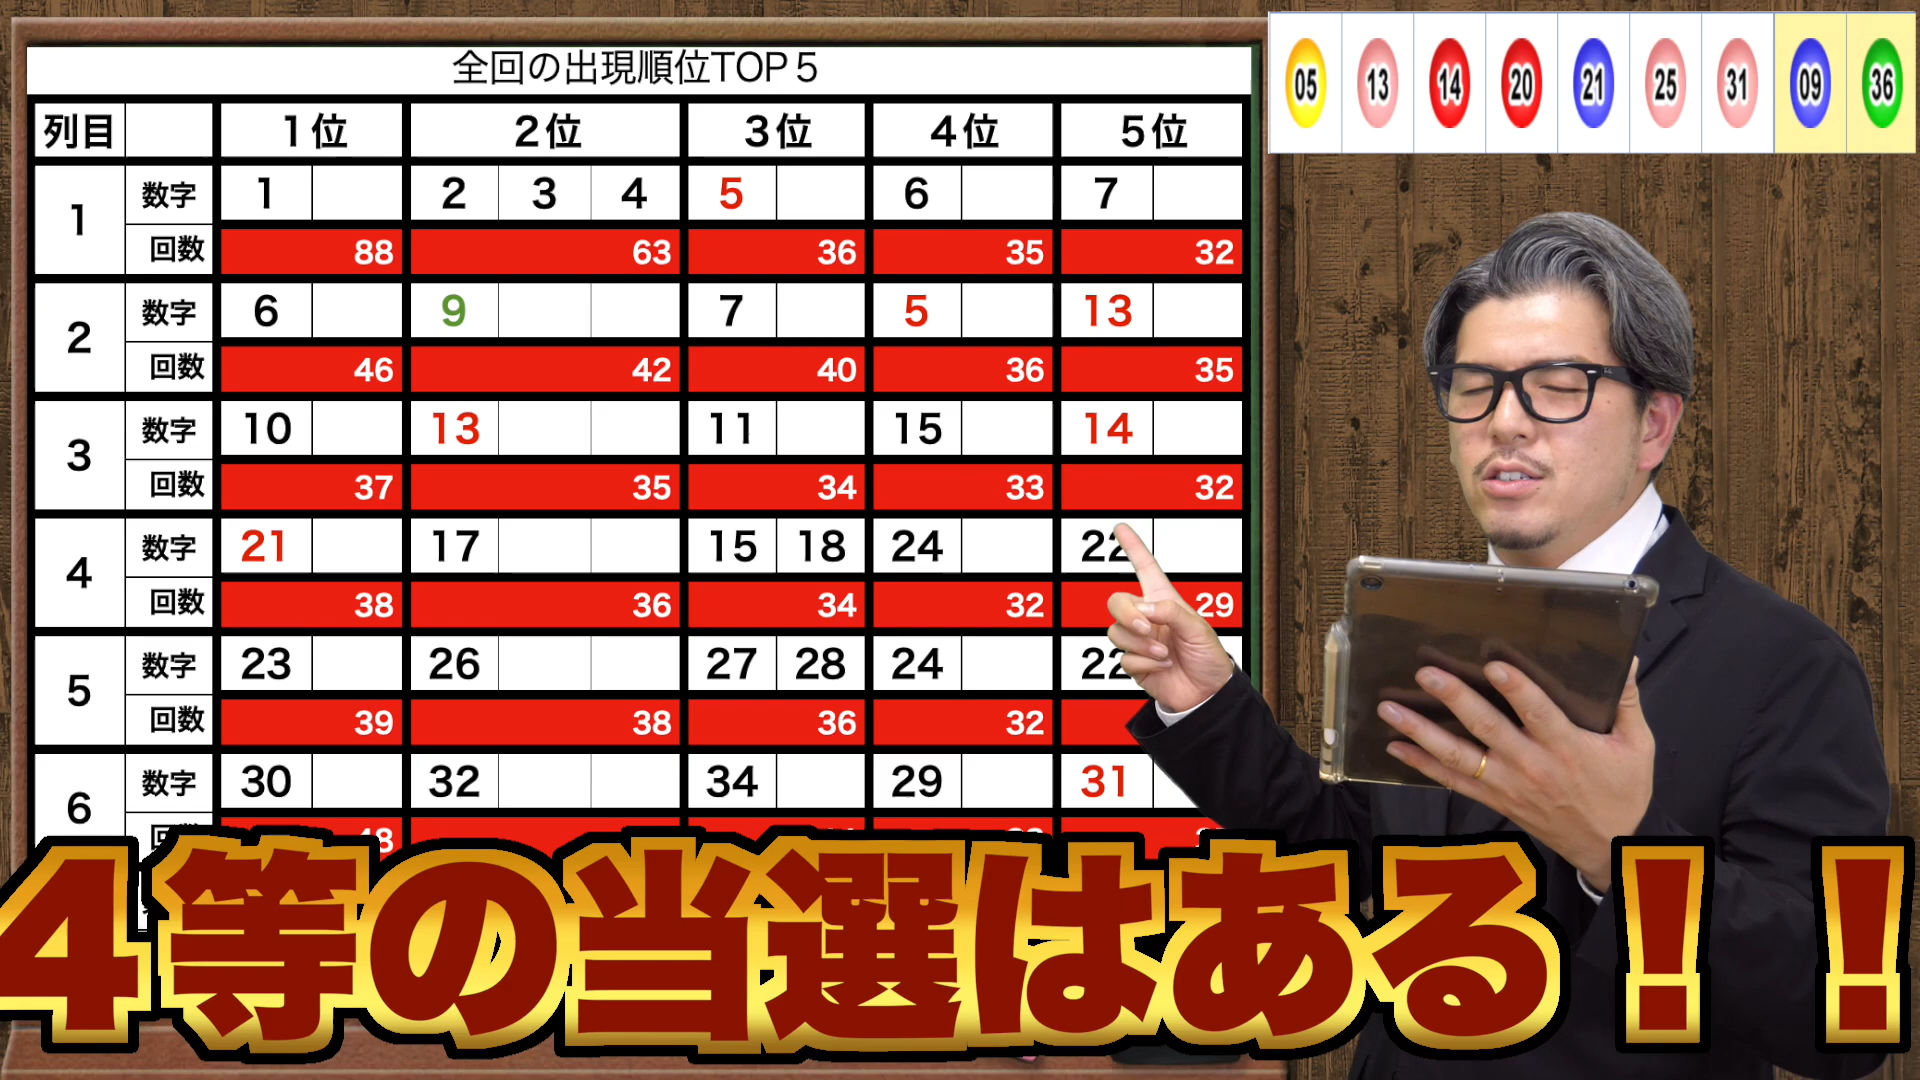 全回の出現順位TOP５
05 13 14 20 21 25 31 09 36
列目 １位 ２位 ３位 ４位 ５位
1 数字 1 2 3 4 5 6 7
回数 88 63 36 35 32
2 数字 6 9 7 5 13
回数 46 42 40 36 35
3 数字 10 13 11 15 14
回数 37 35 34 33 32
4 数字 21 17 15 18 24 22
回数 38 36 34 32 29
5 数字 23 26 27 28 24 22
回数 39 38 36 32
6 数字 30 32 34 29 31
４等の当選はある！！